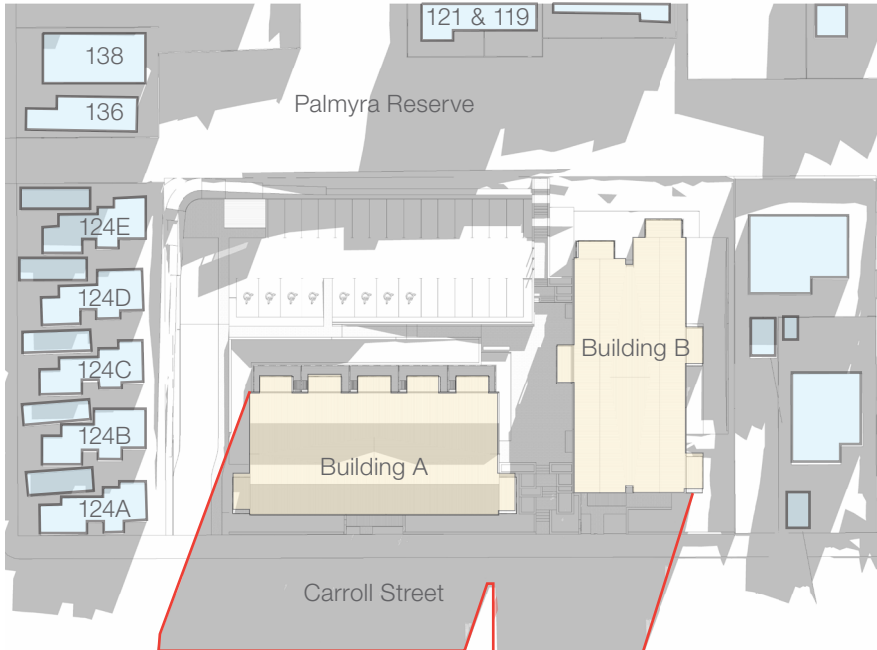 121 & 119
138
136
Palmyra Reserve
124E
124D
Building B
124C
124B
Building A
124A
Carroll Street